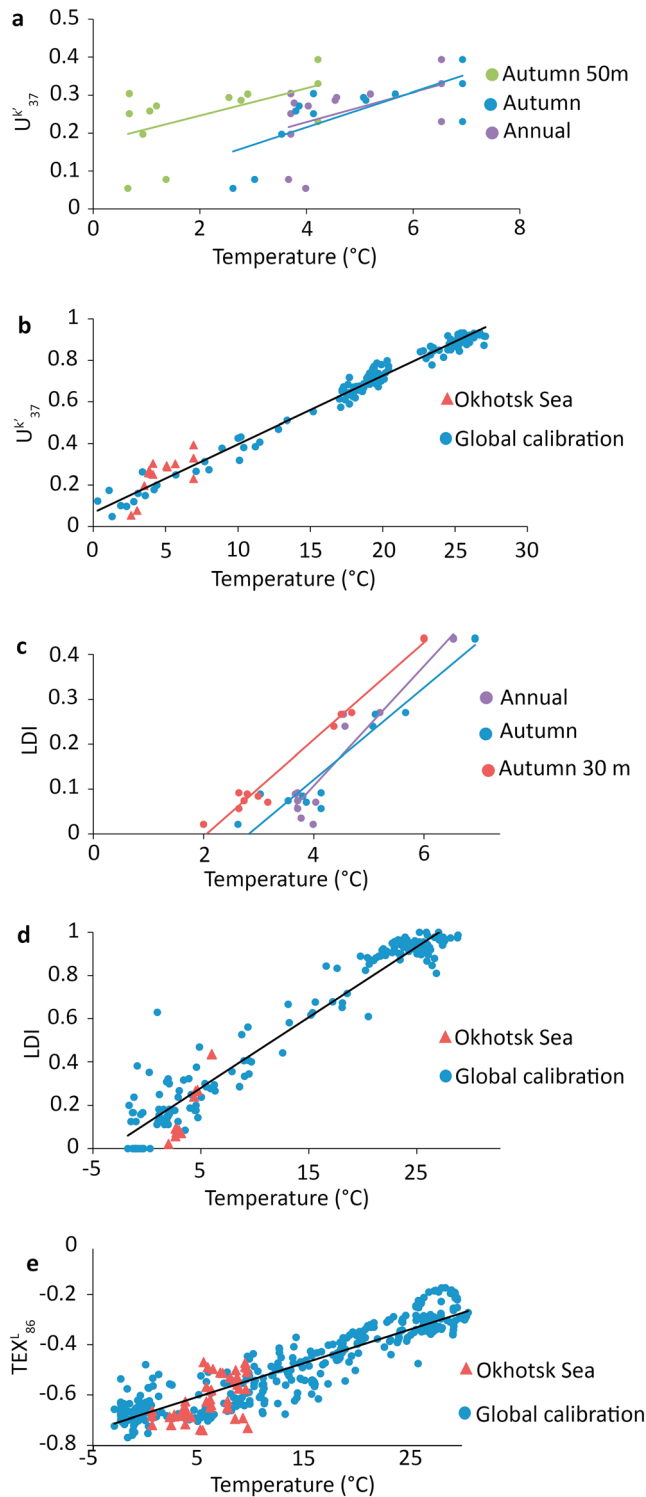 a
0.5
0.4
0.3
0.2
0.1
0
U^k'_37
0 2 4 6 8
Temperature (°C)
Autumn 50m
Autumn
Annual
b
1
0.8
0.6
0.4
0.2
0
U^k'_37
0 5 10 15 20 25 30
Temperature (°C)
Okhotsk Sea
Global calibration
c
0.4
0.3
0.2
0.1
0
LDI
0 2 4 6
Temperature (°C)
Annual
Autumn
Autumn 30 m
d
1
0.8
0.6
0.4
0.2
0
LDI
-5 5 15 25
Temperature (°C)
Okhotsk Sea
Global calibration
e
0
-0.2
-0.4
-0.6
-0.8
TEX^L_86
-5 5 15 25
Temperature (°C)
Okhotsk Sea
Global calibration